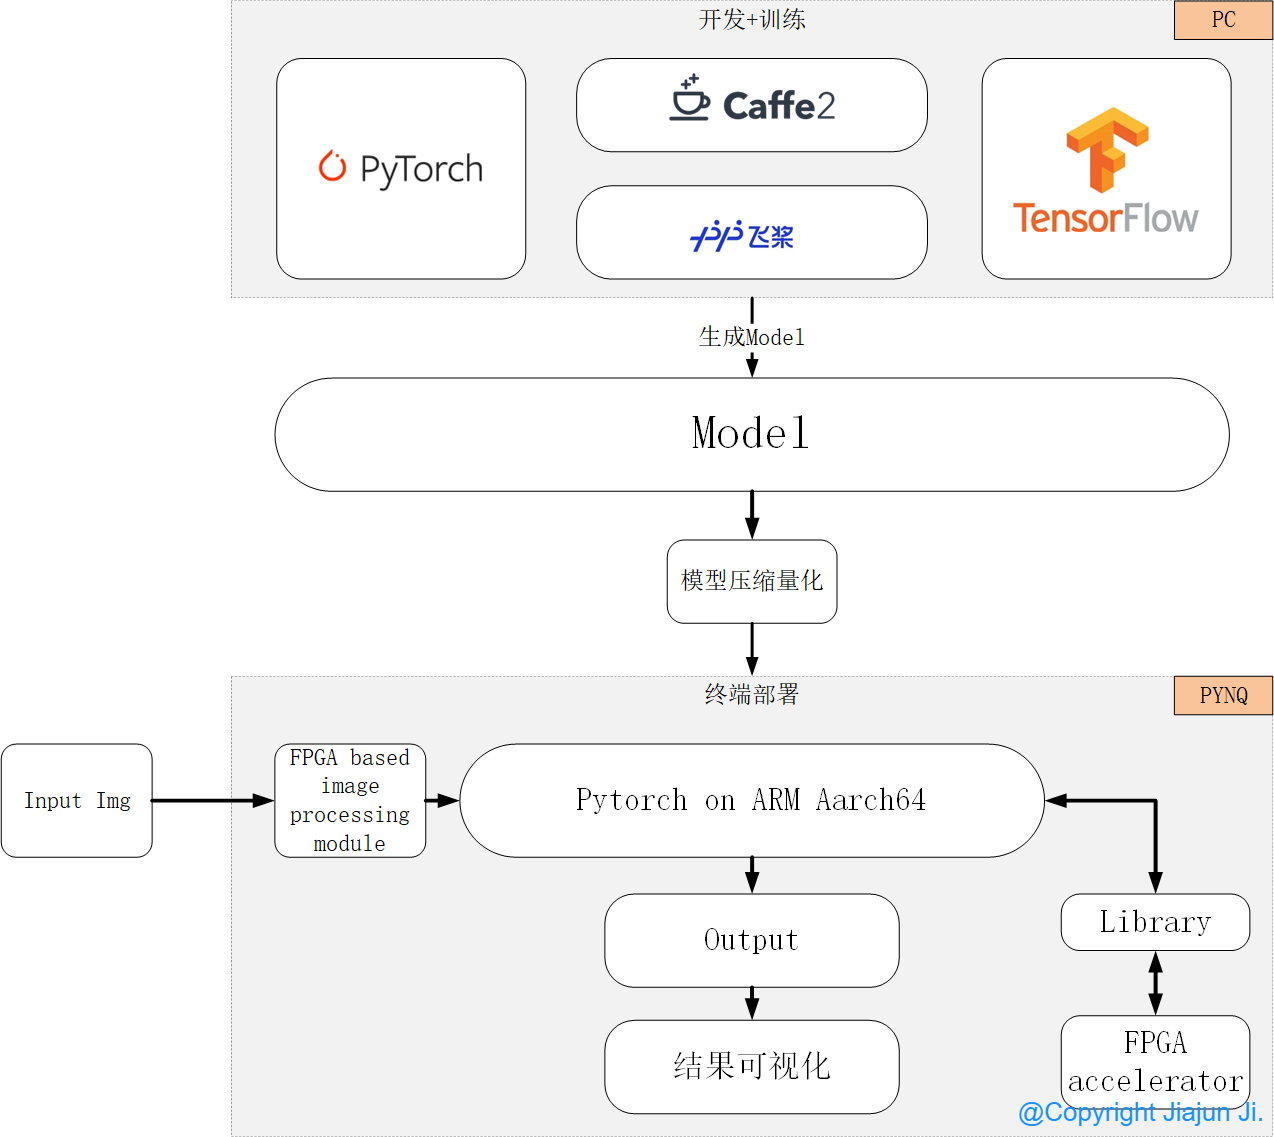 开发+训练
PC
PyTorch
Caffe2
飞桨
TensorFlow
生成Model
Model
模型压缩量化
终端部署
PYNQ
Input Img
FPGA based
image
processing
module
Pytorch on ARM Aarch64
Output
Library
结果可视化
FPGA
accelerator
@Copyright Jiajun Ji.